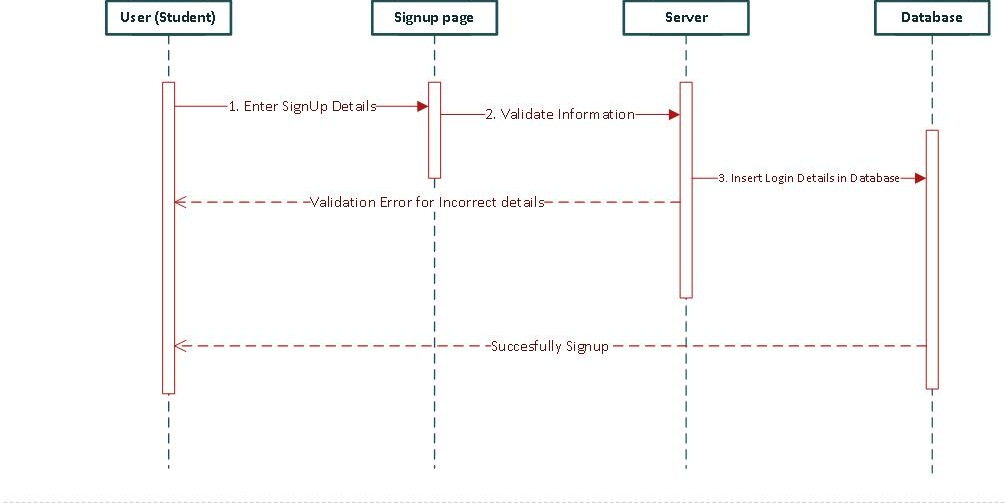 User (Student)
Signup page
Server
Database
1. Enter SignUp Details
2. Validate Information
3. Insert Login Details in Database
Validation Error for Incorrect details
Succesfully Signup